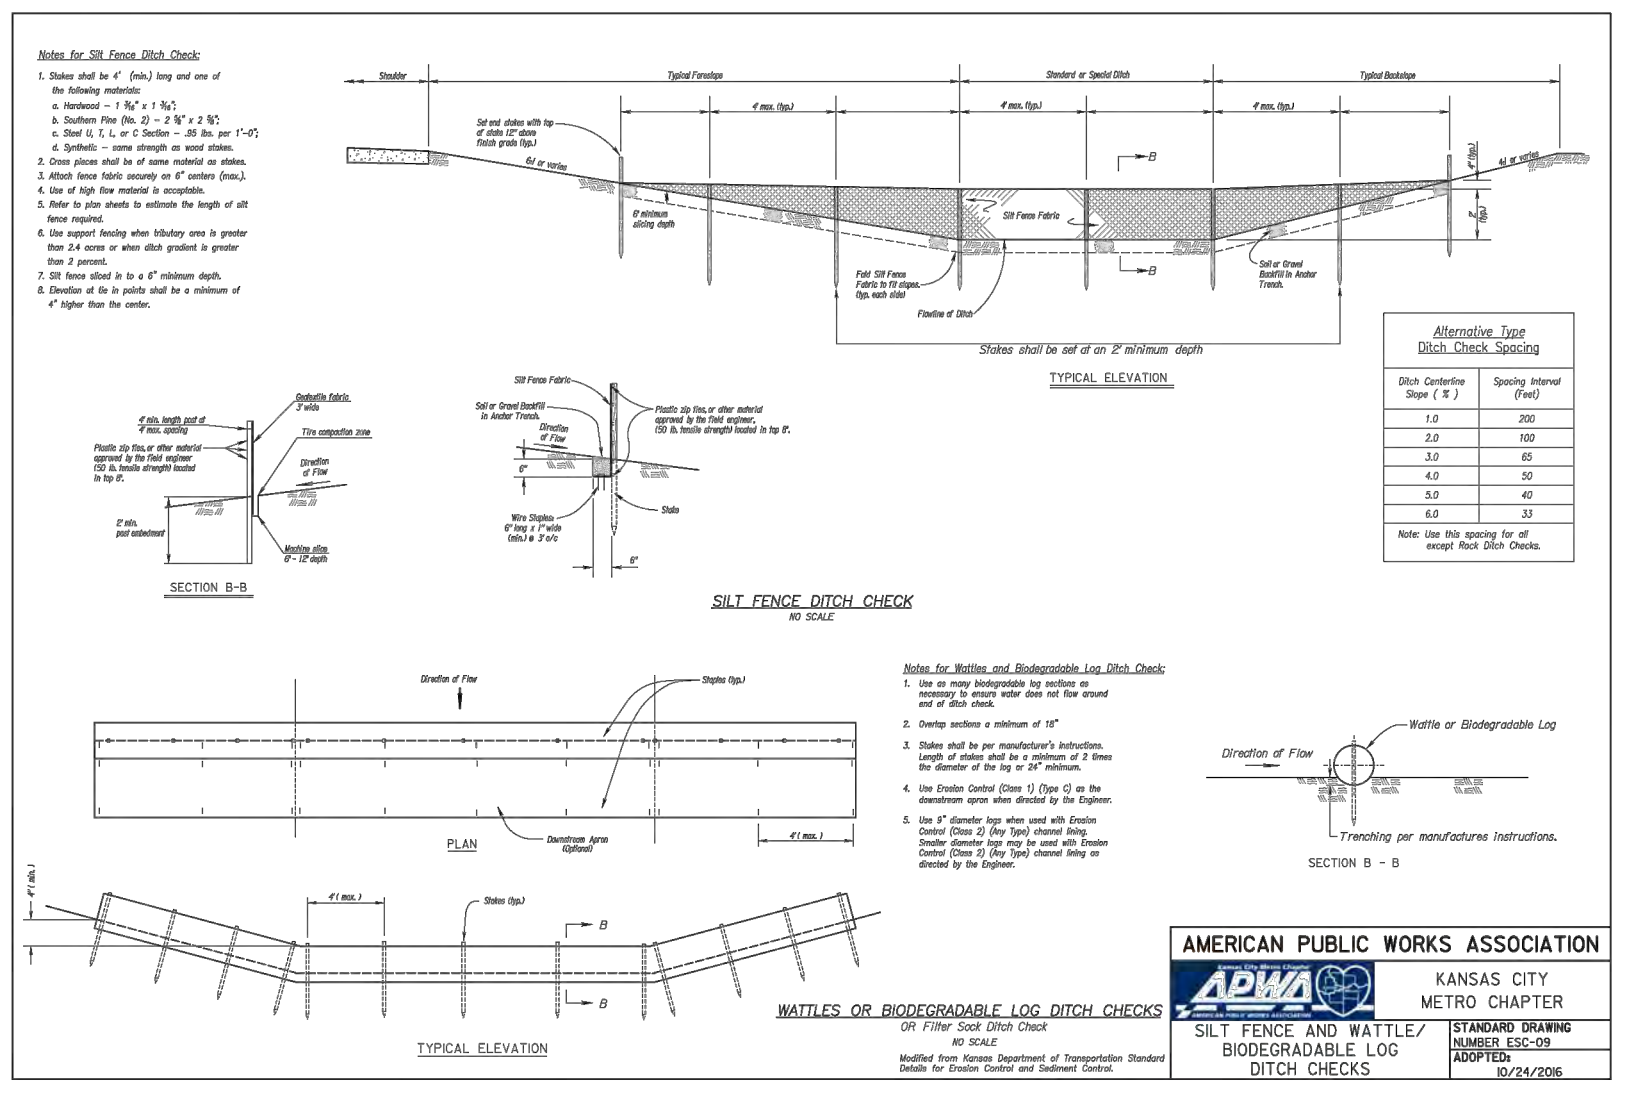 Notes for Silt Fence Ditch Check:
1. Stakes shall be 4' (min.) long and one of
the following materials:
a. Hardwood – 1 3⁄16" x 1 3⁄16";
b. Southern Pine (No. 2) – 2 5⁄8" x 2 5⁄8";
c. Steel U, T, L, or C Section – .95 lbs. per 1'-0";
d. Synthetic – same strength as wood stakes.
2. Cross pieces shall be of same material as stakes.
3. Attach fence fabric securely on 6" centers (max.).
4. Use of high flow material is acceptable.
5. Refer to plan sheets to estimate the length of silt
fence required.
6. Use support fencing when tributary area is greater
than 2.4 acres or when ditch gradient is greater
than 2 percent.
7. Silt fence sliced in to a 6" minimum depth.
8. Elevation at tie in points shall be a minimum of
4" higher than the center.
Shoulder
Typical Foreslope
Standard or Special Ditch
Typical Backslope
4' max. (typ.)
4' max. (typ.)
4' max. (typ.)
Set end stakes with top
of stake 12" above
finish grade (typ.)
6:1 or varies
B
4:1 or varies
4" (typ.)
2' (typ.)
6" minimum
slicing depth
Silt Fence Fabric
Fold Silt Fence
Fabric to fit slopes.
(typ. each side)
B
Soil or Gravel
Backfill in Anchor
Trench.
Flowline of Ditch
Stakes shall be set at an 2' minimum depth
TYPICAL ELEVATION
Alternative Type
Ditch Check Spacing
Ditch Centerline
Slope ( % )
Spacing Interval
(Feet)
1.0 200
2.0 100
3.0 65
4.0 50
5.0 40
6.0 33
Note: Use this spacing for all
except Rock Ditch Checks.
Geotextile fabric
3' wide
4' min. length post at
4' max. spacing
Tire compaction zone
Plastic zip ties, or other material
approved by the field engineer
(50 lb. tensile strength) located
in top 8".
Direction
of Flow
2' min.
post embedment
Machine slice
6" - 12" depth
SECTION B-B
Silt Fence Fabric
Soil or Gravel Backfill
in Anchor Trench.
Direction
of Flow
Plastic zip ties, or other material
approved by the field engineer,
(50 lb. tensile strength) located in top 8".
6"
Wire Staples:
6" long x 1" wide
(min.) @ 3' o/c
Stake
6"
SILT FENCE DITCH CHECK
NO SCALE
Direction of Flow
Staples (typ.)
PLAN
Downstream Apron
(Optional)
4' ( max. )
4" ( min. )
4' ( max. )
Stakes (typ.)
B
B
TYPICAL ELEVATION
Notes for Wattles and Biodegradable Log Ditch Check:
1. Use as many biodegradable log sections as
necessary to ensure water does not flow around
end of ditch check.
2. Overlap sections a minimum of 18"
3. Stakes shall be per manufacturer's instructions.
Length of stakes shall be a minimum of 2 times
the diameter of the log or 24" minimum.
4. Use Erosion Control (Class 1) (Type C) as the
downstream apron when directed by the Engineer.
5. Use 9" diameter logs when used with Erosion
Control (Class 2) (Any Type) channel lining.
Smaller diameter logs may be used with Erosion
Control (Class 2) (Any Type) channel lining as
directed by the Engineer.
Wattle or Biodegradable Log
Direction of Flow
Trenching per manufactures instructions.
SECTION B - B
WATTLES OR BIODEGRADABLE LOG DITCH CHECKS
OR Filter Sock Ditch Check
NO SCALE
Modified from Kansas Department of Transportation Standard
Details for Erosion Control and Sediment Control.
AMERICAN PUBLIC WORKS ASSOCIATION
Kansas City Metro Chapter
APWA
AMERICAN PUBLIC WORKS ASSOCIATION
KANSAS CITY
METRO CHAPTER
SILT FENCE AND WATTLE/
BIODEGRADABLE LOG
DITCH CHECKS
STANDARD DRAWING
NUMBER ESC-09
ADOPTED:
10/24/2016